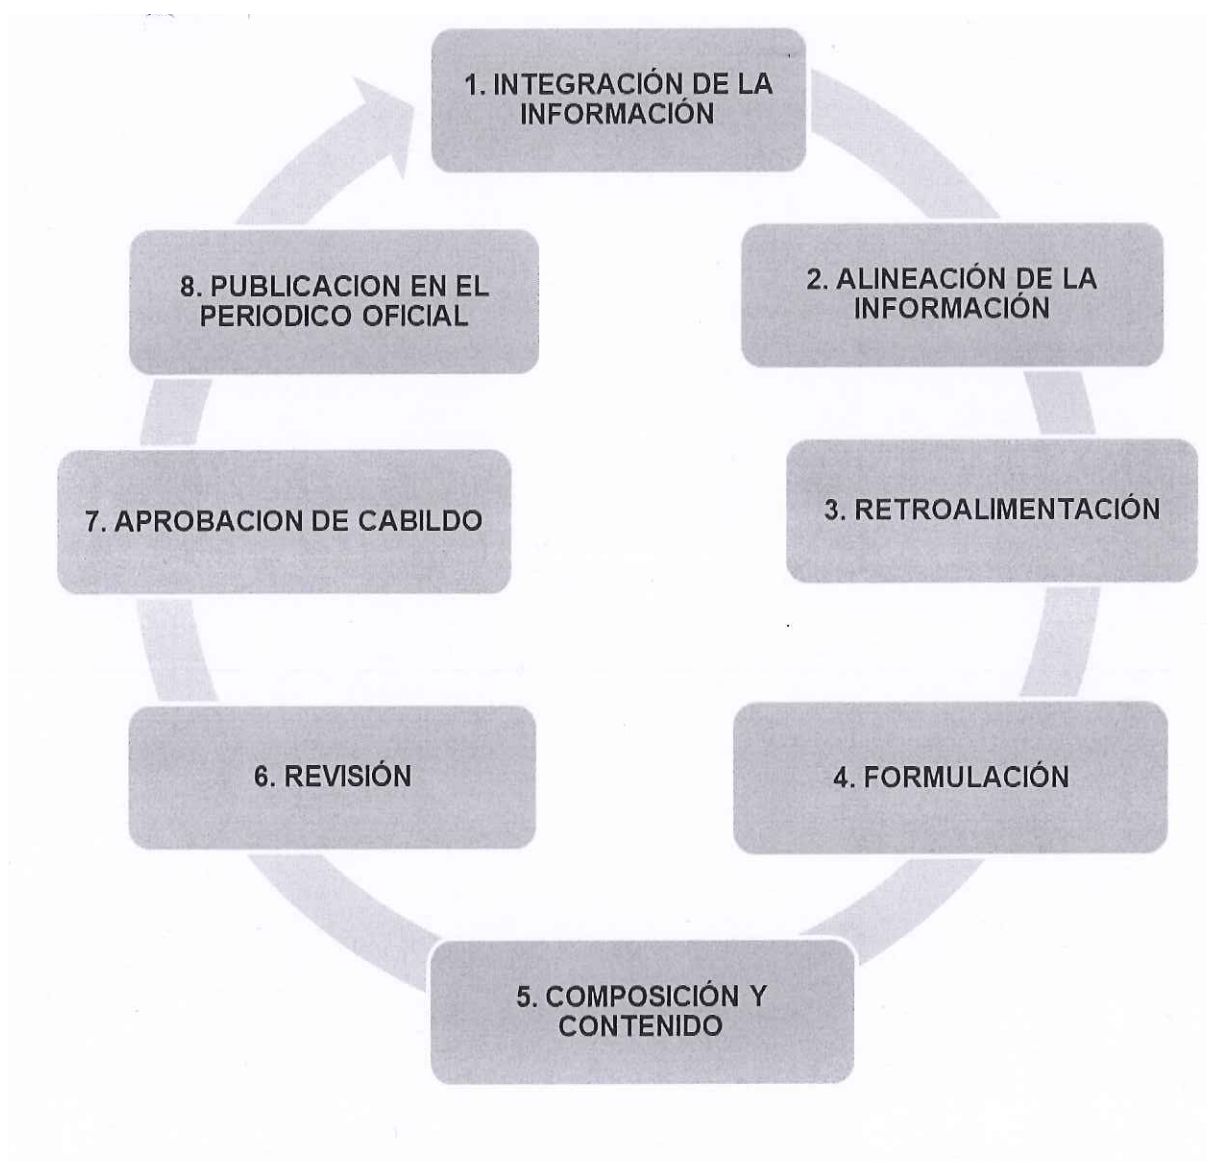 1. INTEGRACIÓN DE LA
INFORMACIÓN
2. ALINEACIÓN DE LA
INFORMACIÓN
3. RETROALIMENTACIÓN
4. FORMULACIÓN
5. COMPOSICIÓN Y
CONTENIDO
6. REVISIÓN
7. APROBACION DE CABILDO
8. PUBLICACION EN EL
PERIODICO OFICIAL